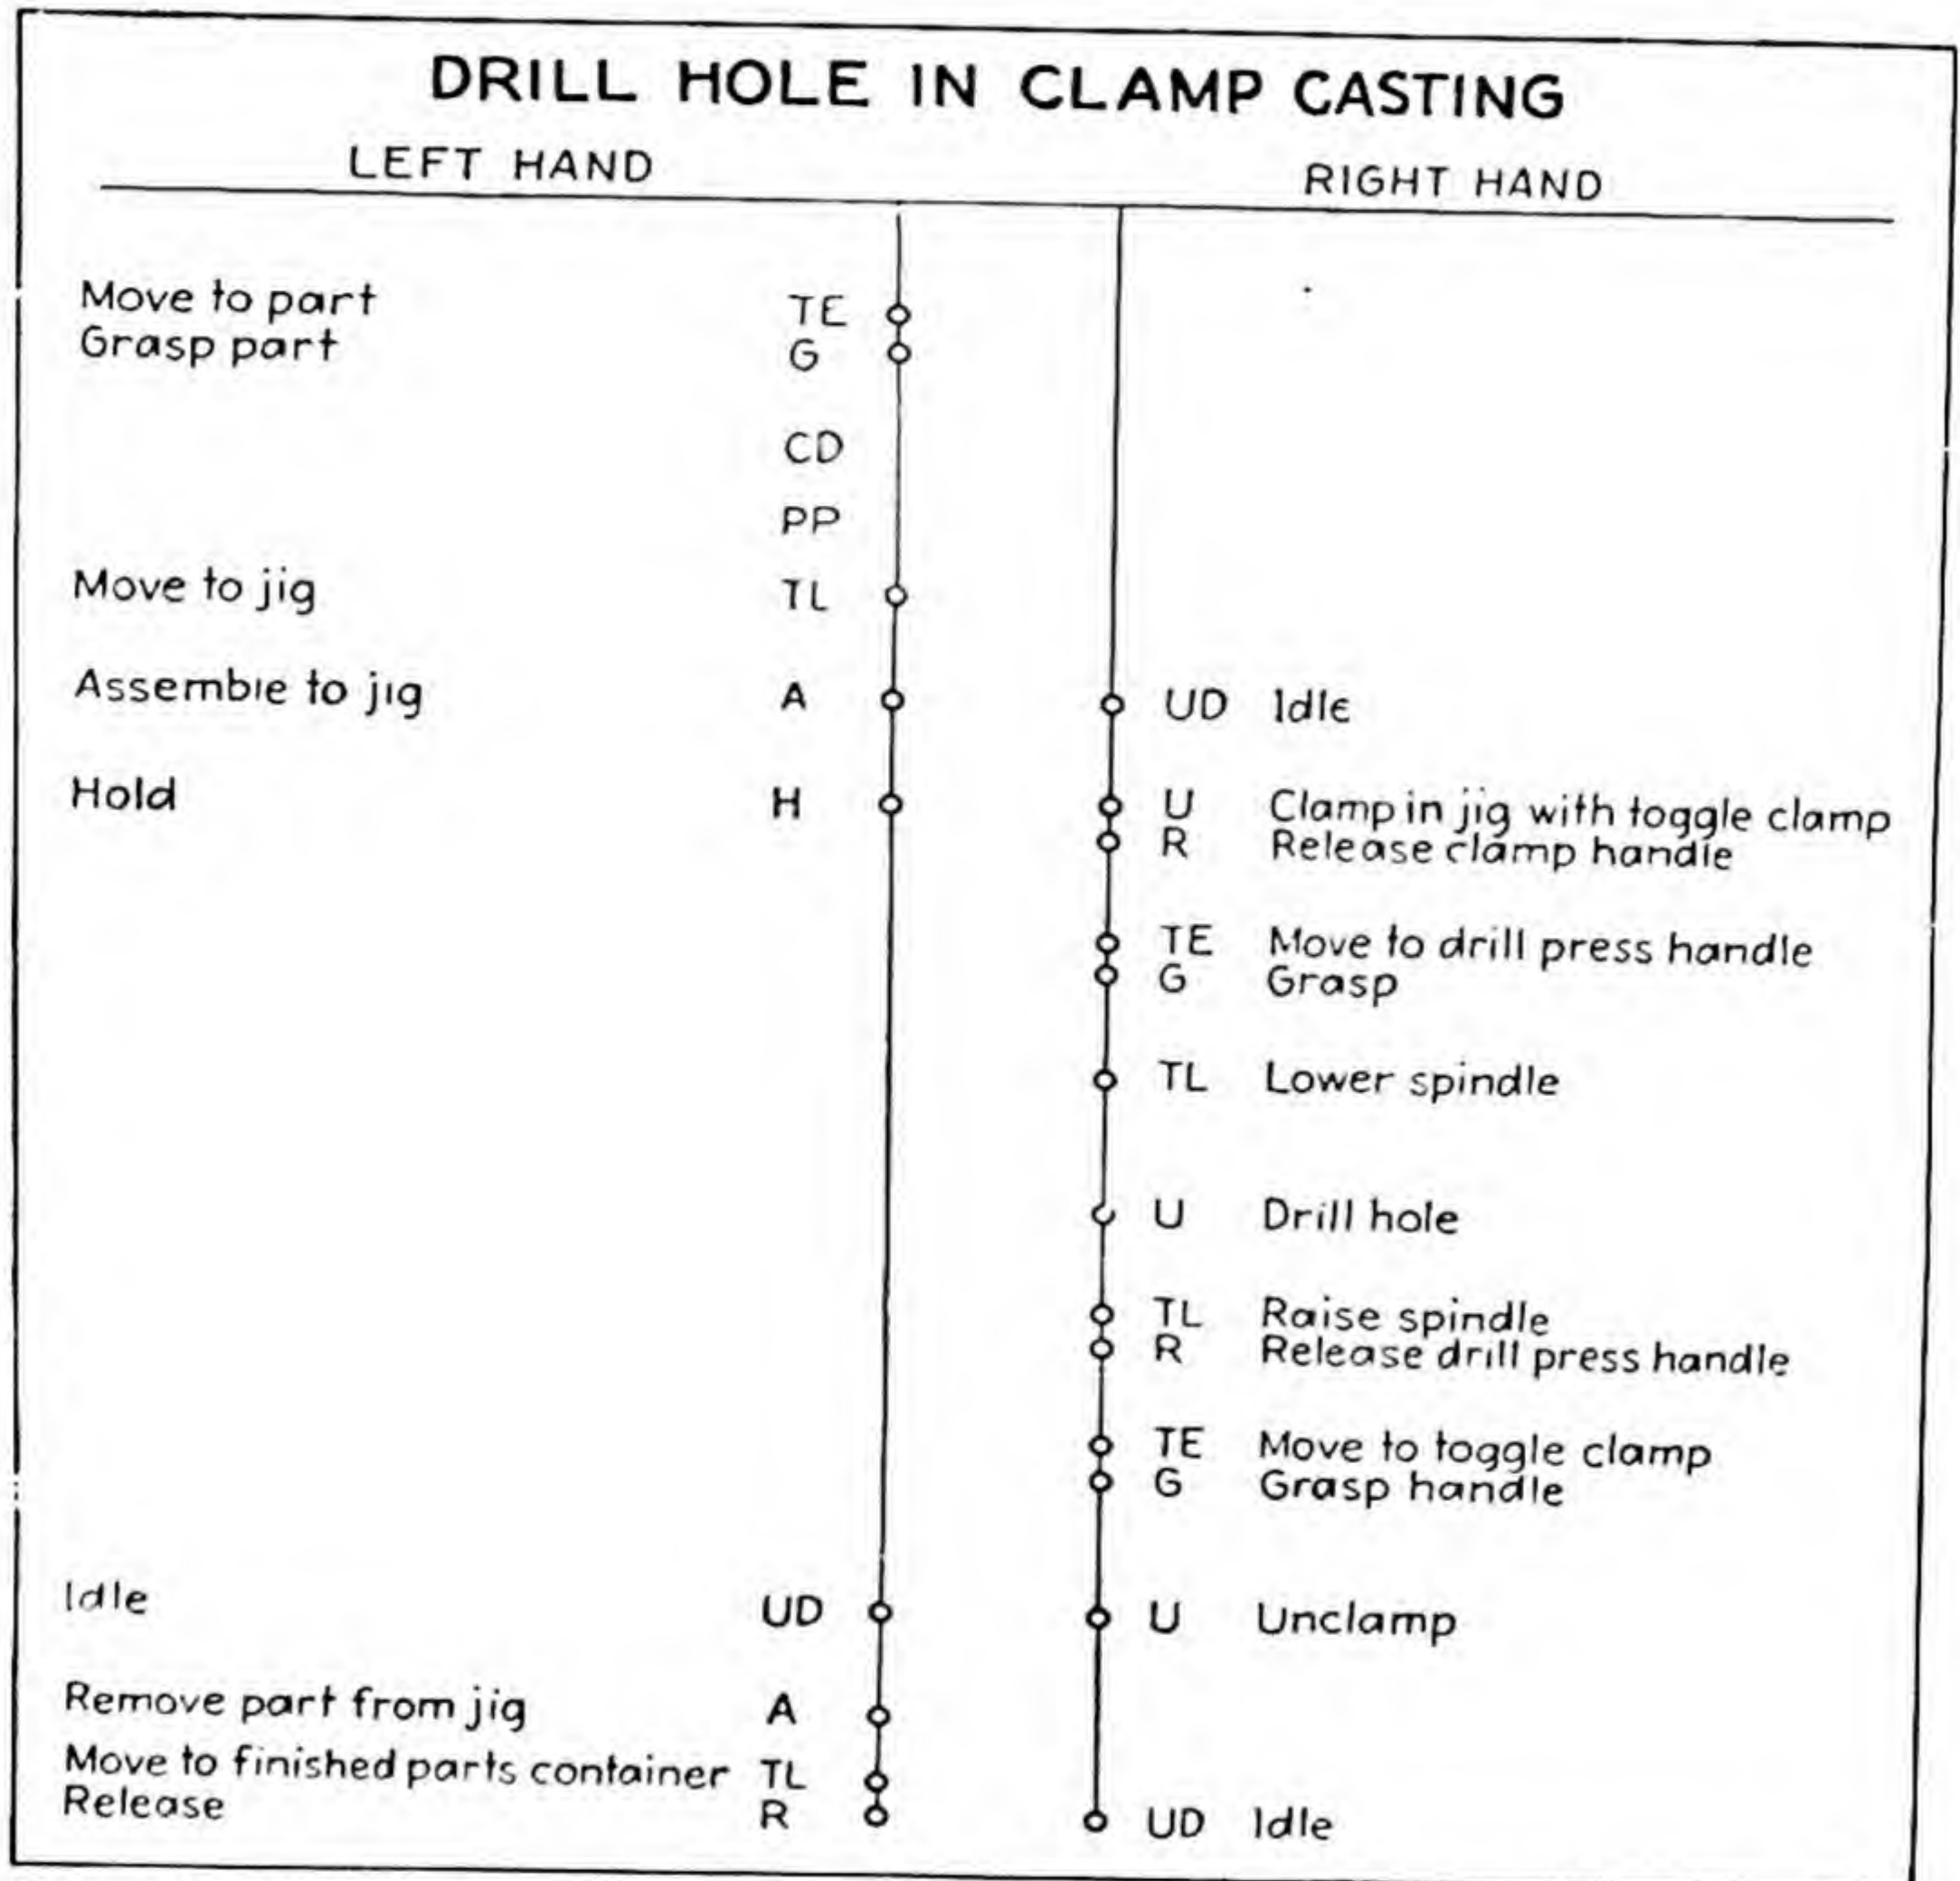 DRILL HOLE IN CLAMP CASTING
LEFT HAND RIGHT HAND
Move to part TE
Grasp part G
CD
PP
Move to jig TL
Assemble to jig A UD Idle
Hold H U Clamp in jig with toggle clamp
R Release clamp handle
TE Move to drill press handle
G Grasp
TL Lower spindle
U Drill hole
TL Raise spindle
R Release drill press handle
TE Move to toggle clamp
G Grasp handle
Idle UD U Unclamp
Remove part from jig A
Move to finished parts container TL
Release R UD Idle